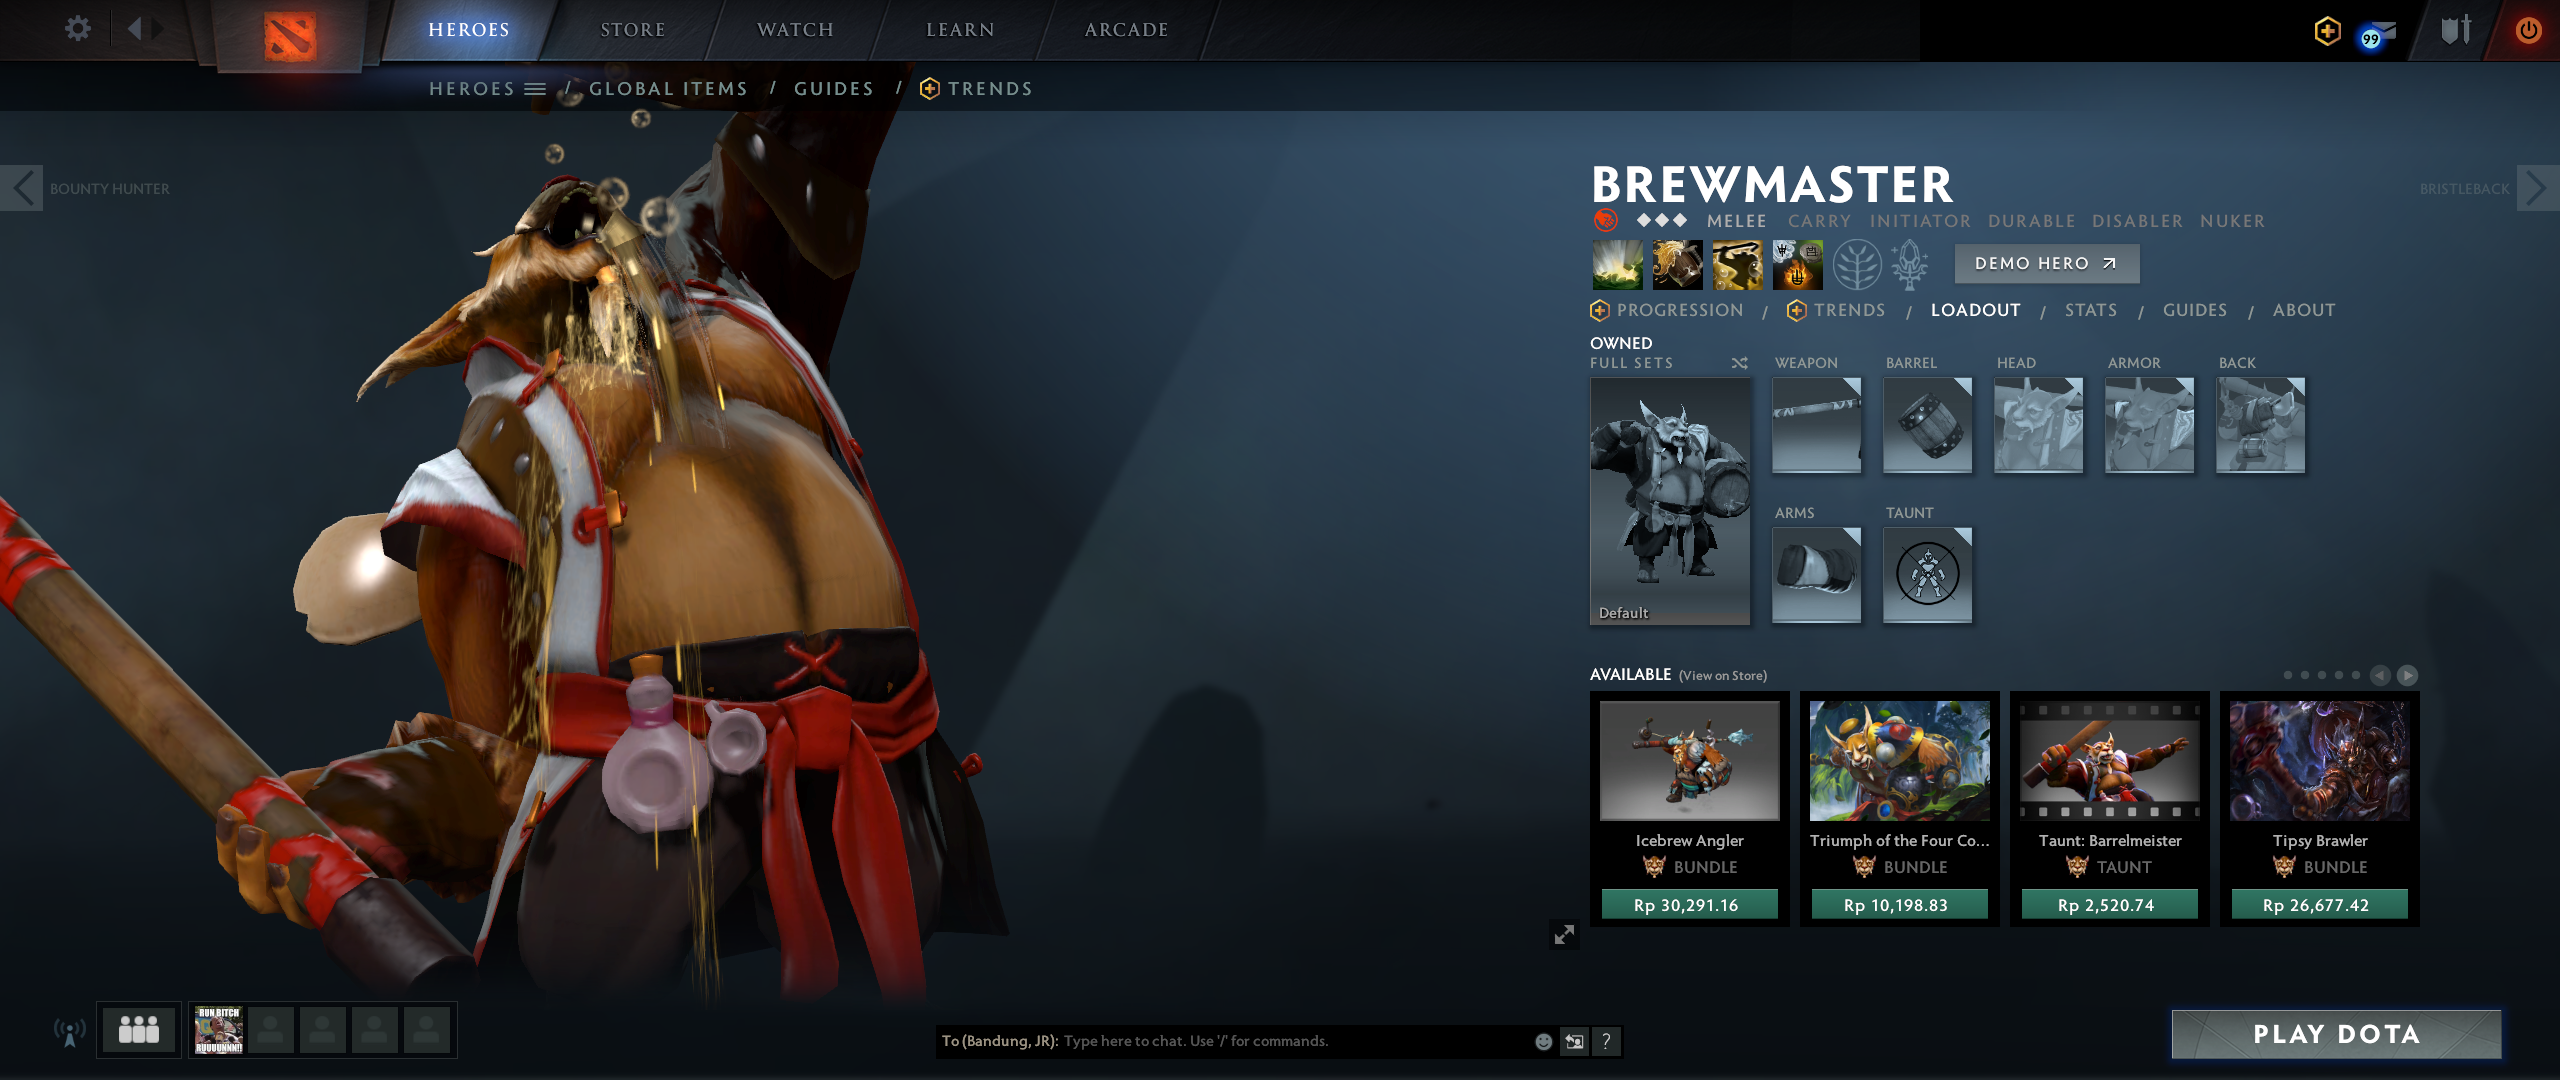 HEROES STORE WATCH LEARN ARCADE
99
HEROES / GLOBAL ITEMS / GUIDES / TRENDS
BOUNTY HUNTER
BRISTLEBACK
BREWMASTER
MELEE CARRY INITIATOR DURABLE DISABLER NUKER
DEMO HERO
PROGRESSION / TRENDS / LOADOUT / STATS / GUIDES / ABOUT
OWNED
FULL SETS WEAPON BARREL HEAD ARMOR BACK
ARMS TAUNT
Default
AVAILABLE (View on Store)
Icebrew Angler
BUNDLE
Rp 30,291.16
Triumph of the Four Co...
BUNDLE
Rp 10,198.83
Taunt: Barrelmeister
TAUNT
Rp 2,520.74
Tipsy Brawler
BUNDLE
Rp 26,677.42
RUN BITCH
RUUUUNNN!!
To (Bandung, JR): Type here to chat. Use '/' for commands.
?
PLAY DOTA